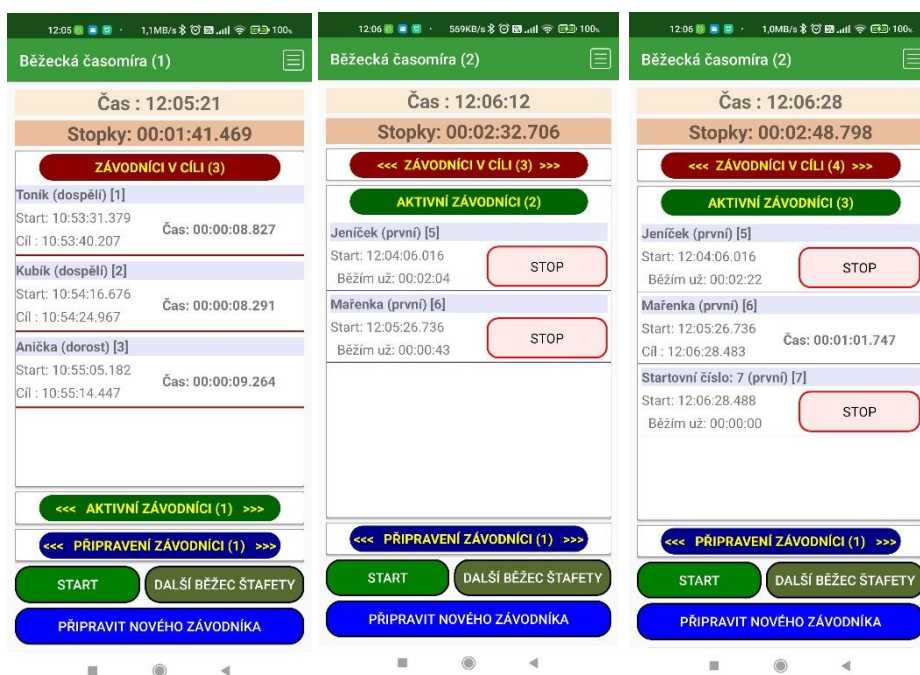 12:05 1,1MB/s 100%
Běžecká časomíra (1)
Čas : 12:05:21
Stopky: 00:01:41.469
ZÁVODNÍCI V CÍLI (3)
Toník (dospělí) [1]
Start: 10:53:31.379
Čas: 00:00:08.827
Cíl : 10:53:40.207
Kubík (dospělí) [2]
Start: 10:54:16.676
Čas: 00:00:08.291
Cíl : 10:54:24.967
Anička (dorost) [3]
Start: 10:55:05.182
Čas: 00:00:09.264
Cíl : 10:55:14.447
<<< AKTIVNÍ ZÁVODNÍCI (1) >>>
<<< PŘIPRAVENÍ ZÁVODNÍCI (1) >>>
START DALŠÍ BĚŽEC ŠTAFETY
PŘIPRAVIT NOVÉHO ZÁVODNÍKA
12:06 569KB/s 100%
Běžecká časomíra (2)
Čas : 12:06:12
Stopky: 00:02:32.706
<<< ZÁVODNÍCI V CÍLI (3) >>>
AKTIVNÍ ZÁVODNÍCI (2)
Jeníček (první) [5]
Start: 12:04:06.016
STOP
Běžím už: 00:02:04
Mařenka (první) [6]
Start: 12:05:26.736
STOP
Běžím už: 00:00:43
<<< PŘIPRAVENÍ ZÁVODNÍCI (1) >>>
START DALŠÍ BĚŽEC ŠTAFETY
PŘIPRAVIT NOVÉHO ZÁVODNÍKA
12:06 1,0MB/s 100%
Běžecká časomíra (2)
Čas : 12:06:28
Stopky: 00:02:48.798
<<< ZÁVODNÍCI V CÍLI (4) >>>
AKTIVNÍ ZÁVODNÍCI (3)
Jeníček (první) [5]
Start: 12:04:06.016
STOP
Běžím už: 00:02:22
Mařenka (první) [6]
Start: 12:05:26.736
Čas: 00:01:01.747
Cíl : 12:06:28.483
Startovní číslo: 7 (první) [7]
Start: 12:06:28.488
STOP
Běžím už: 00:00:00
<<< PŘIPRAVENÍ ZÁVODNÍCI (1) >>>
START DALŠÍ BĚŽEC ŠTAFETY
PŘIPRAVIT NOVÉHO ZÁVODNÍKA